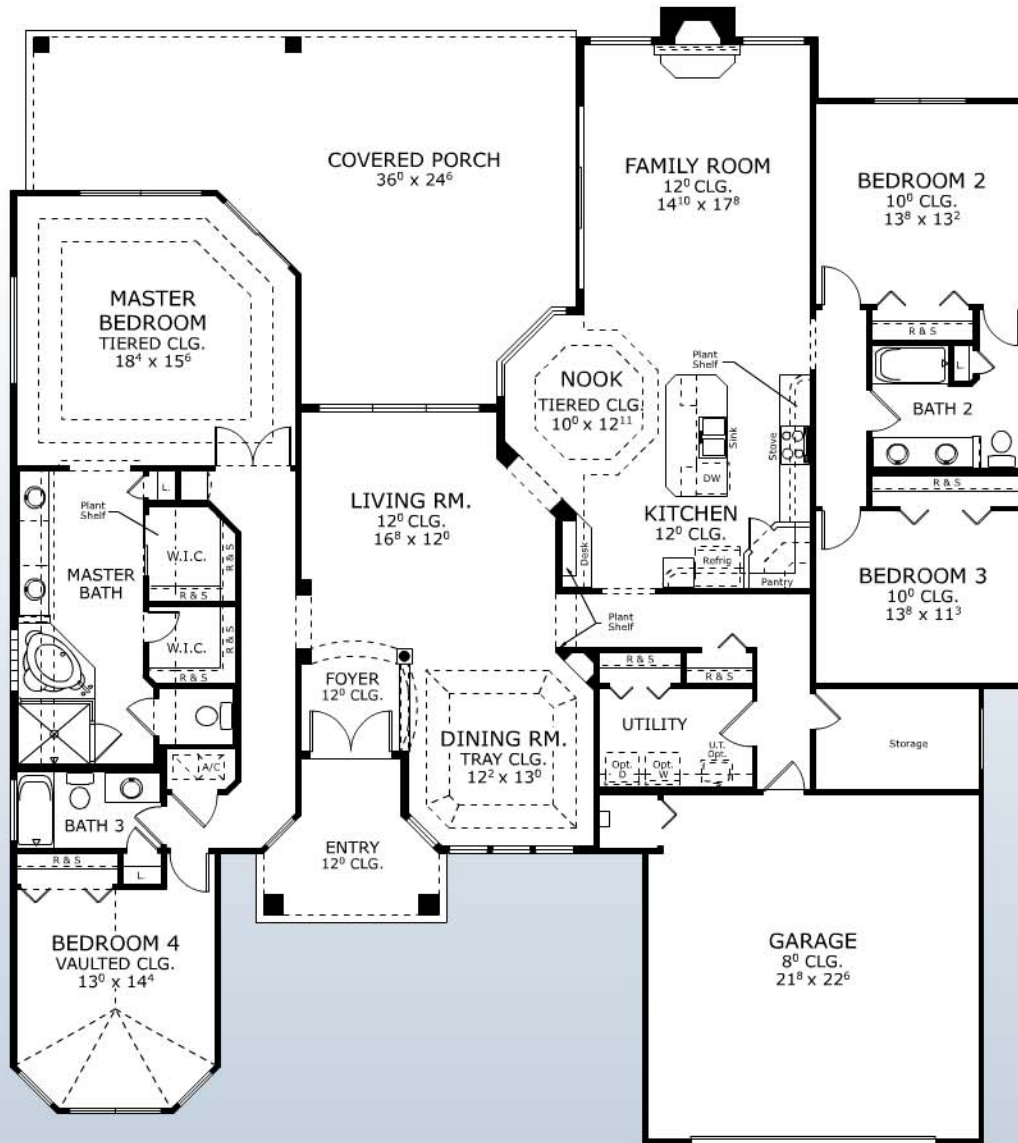 COVERED PORCH
36⁰ x 24⁶
FAMILY ROOM
12⁰ CLG.
14¹⁰ x 17⁸
BEDROOM 2
10⁰ CLG.
13⁸ x 13²
MASTER
BEDROOM
TIERED CLG.
18⁴ x 15⁶
R & S
Plant
Shelf
NOOK
TIERED CLG.
10⁰ x 12¹¹
L.
BATH 2
Sink
Stove
DW
R & S
L.
Plant
Shelf
LIVING RM.
12⁰ CLG.
16⁸ x 12⁰
KITCHEN
12⁰ CLG.
W.I.C.
R & S
R & S
MASTER
BATH
Desk
Refrig
Pantry
BEDROOM 3
10⁰ CLG.
13⁸ x 11³
Plant
Shelf
W.I.C.
R & S
R & S
R & S
R & S
FOYER
12⁰ CLG.
UTILITY
DINING RM.
TRAY CLG.
12² x 13⁰
Storage
U.T.
Opt.
Opt.
D
Opt.
W
A/C
BATH 3
R & S
L.
ENTRY
12⁰ CLG.
BEDROOM 4
VAULTED CLG.
13⁰ x 14⁴
GARAGE
8⁰ CLG.
21⁸ x 22⁶